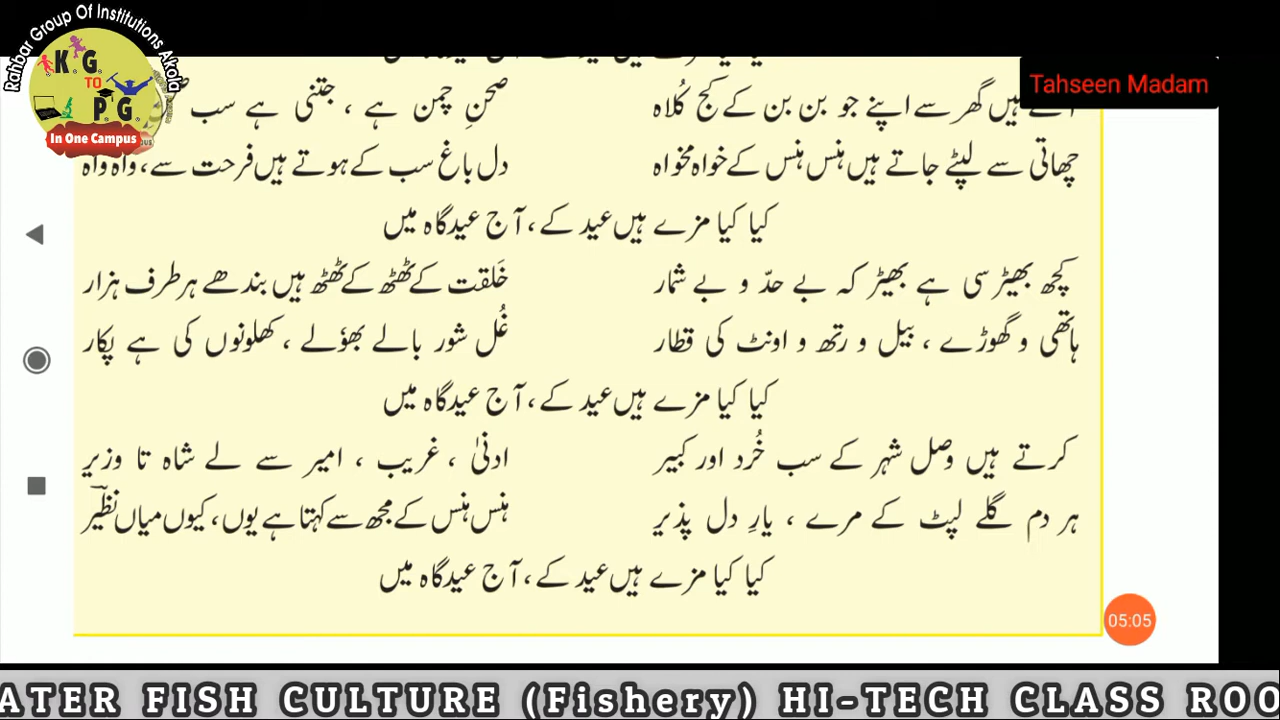 Rahbar Group Of Institutions Akola
K.G.
TO
P.G.
In One Campus
Tahseen Madam
ہیں گھر سے اپنے جو بن بن کے کج کُلاہ
صحنِ چمن ہے ، جتنی ہے سب
چھاتی سے لپٹے جاتے ہیں ہنس ہنس کے خواہ مخواہ
دل باغ سب کے ہوتے ہیں فرحت سے، واہ واہ
کیا کیا مزے ہیں عید کے، آج عیدگاہ میں
کچھ بھیڑ سی ہے بھیڑ کہ بے حدّ و بے شمار
خَلقت کے ٹھٹھ کے ٹھٹھ ہیں بندھے ہر طرف ہزار
ہاتھی و گھوڑے ، بیل و رتھ و اونٹ کی قطار
غُل شور بالے بھوٗلے ، کھلونوں کی ہے پکار
کیا کیا مزے ہیں عید کے، آج عیدگاہ میں
کرتے ہیں وصل شہر کے سب خُرد اور کبیر
ادنیٰ ، غریب ، امیر سے لے شاہ تا وزیر
ہر دم گلے لپٹ کے مرے ، یارِ دل پذیر
ہنس ہنس کے مجھ سے کہتا ہے یوں، کیوں میاں نظیرؔ
کیا کیا مزے ہیں عید کے، آج عیدگاہ میں
05:05
ATER FISH CULTURE (Fishery) HI-TECH CLASS ROO